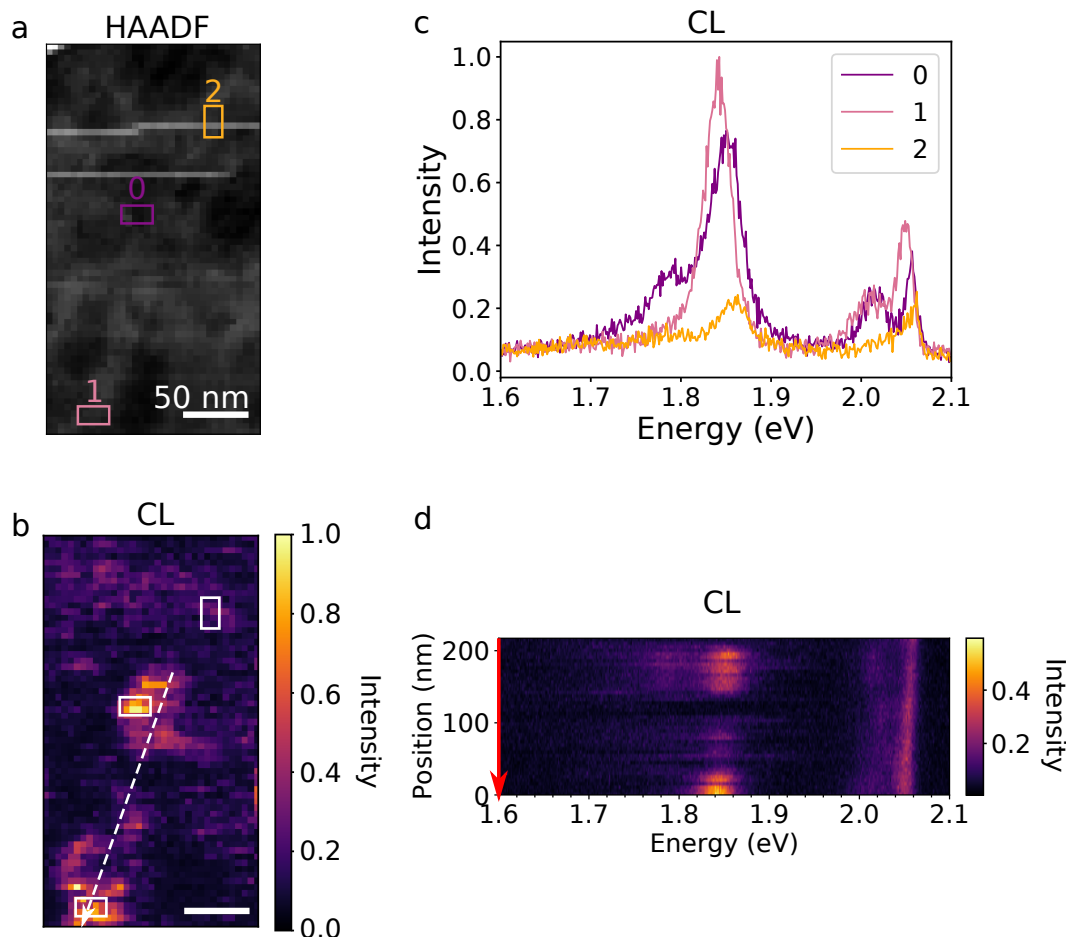 a
HAADF
2
0
1
50 nm
c
CL
Intensity
1.0
0.8
0.6
0.4
0.2
0.0
0
1
2
1.6 1.7 1.8 1.9 2.0 2.1
Energy (eV)
b
CL
1.0
0.8
0.6
0.4
0.2
0.0
Intensity
d
CL
Position (nm)
200
100
0
1.6 1.7 1.8 1.9 2.0 2.1
Energy (eV)
0.4
0.2
Intensity